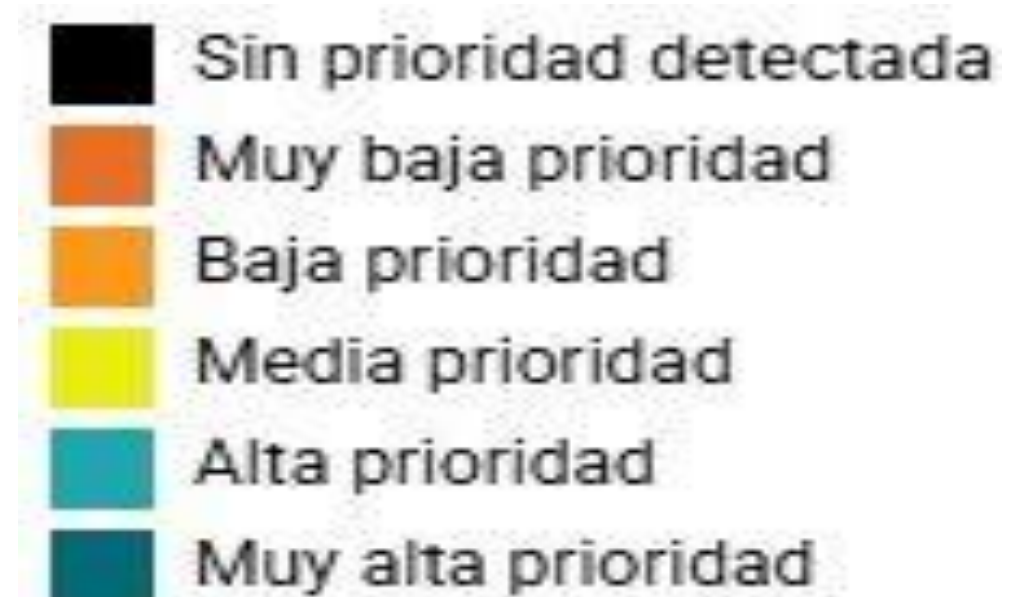 Sin prioridad detectada
Muy baja prioridad
Baja prioridad
Media prioridad
Alta prioridad
Muy alta prioridad